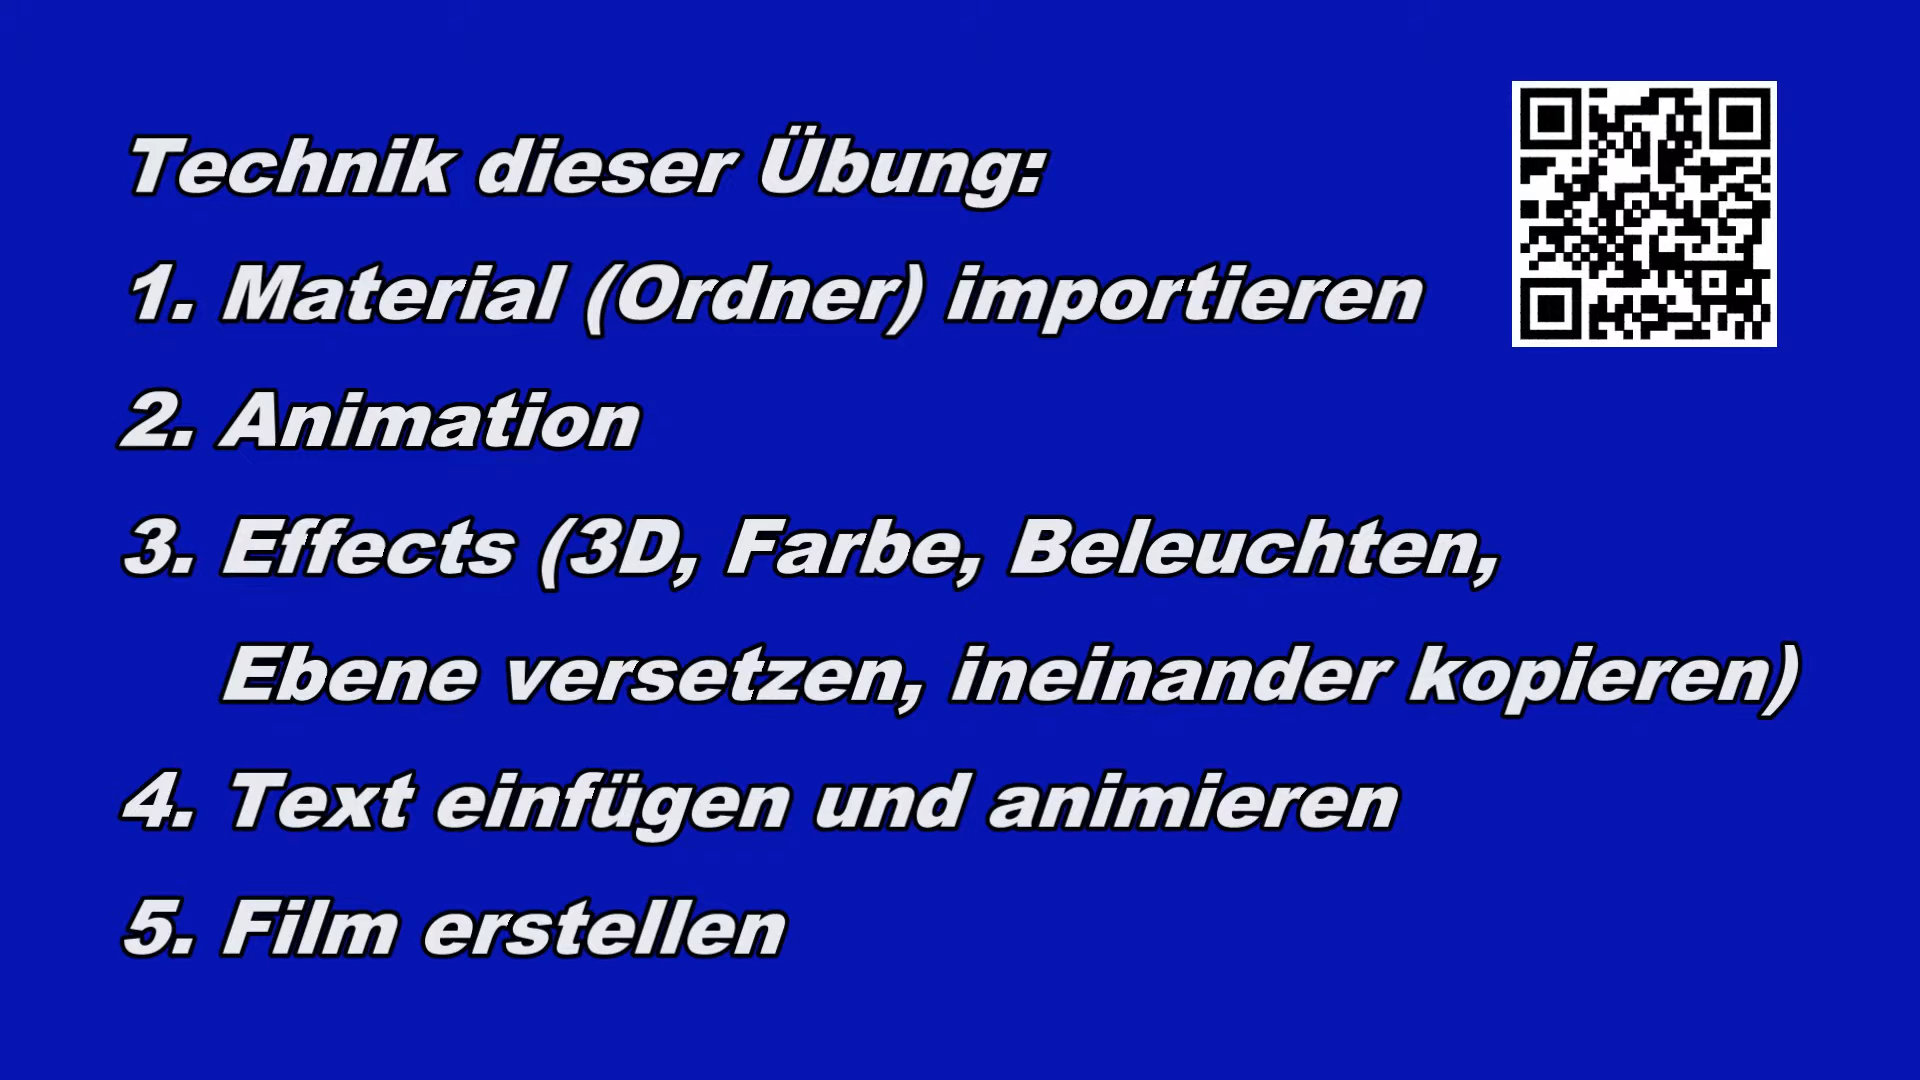 Technik dieser Übung:
1. Material (Ordner) importieren
2. Animation
3. Effects (3D, Farbe, Beleuchten,
Ebene versetzen, ineinander kopieren)
4. Text einfügen und animieren
5. Film erstellen